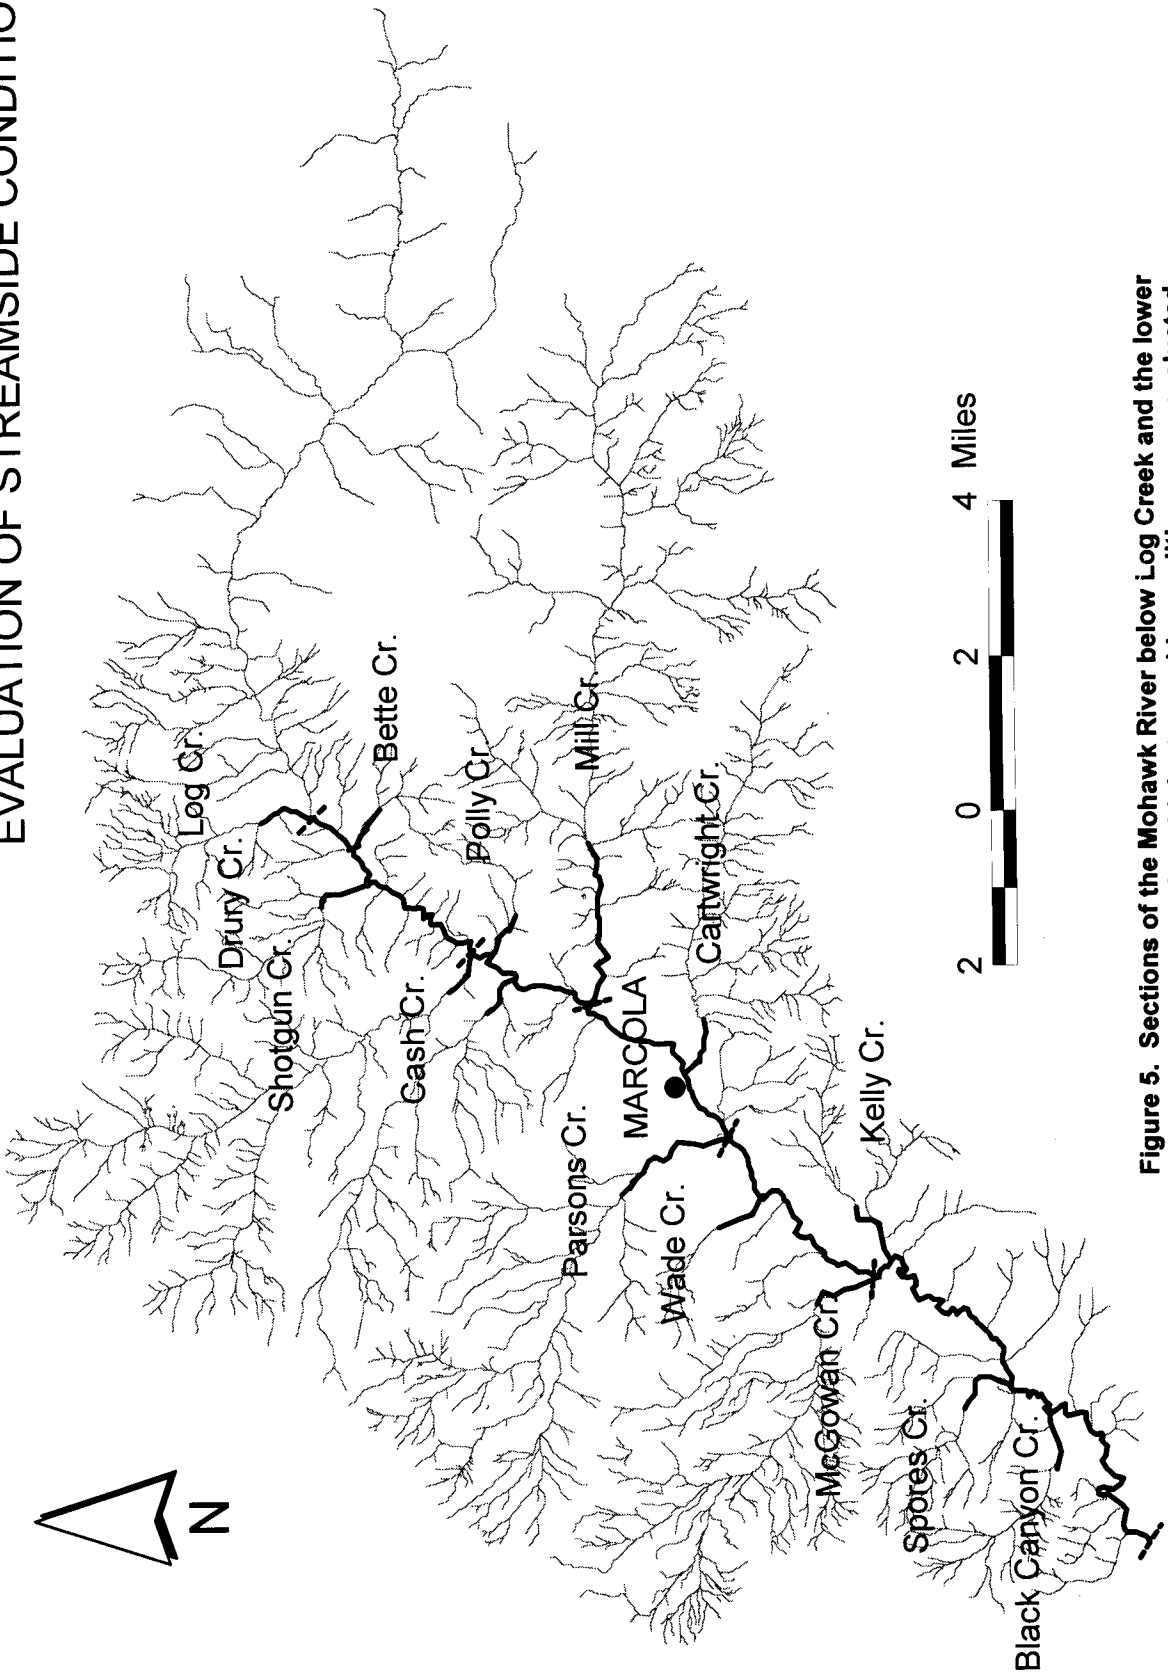 EVALUATION OF STREAMSIDE
N
Log Cr.
Drury Cr.
Shotgun Cr.
Bette Cr.
Cash Cr.
Polly Cr.
Mill Cr.
Parsons Cr.
MARCOLA
Cartwright Cr.
Wade Cr.
Kelly Cr.
McGowan Cr.
Spores Cr.
Black Canyon Cr.
2 0 2 4 Miles
Figure 5. Sections of the Mohawk River below Log Creek and the lower